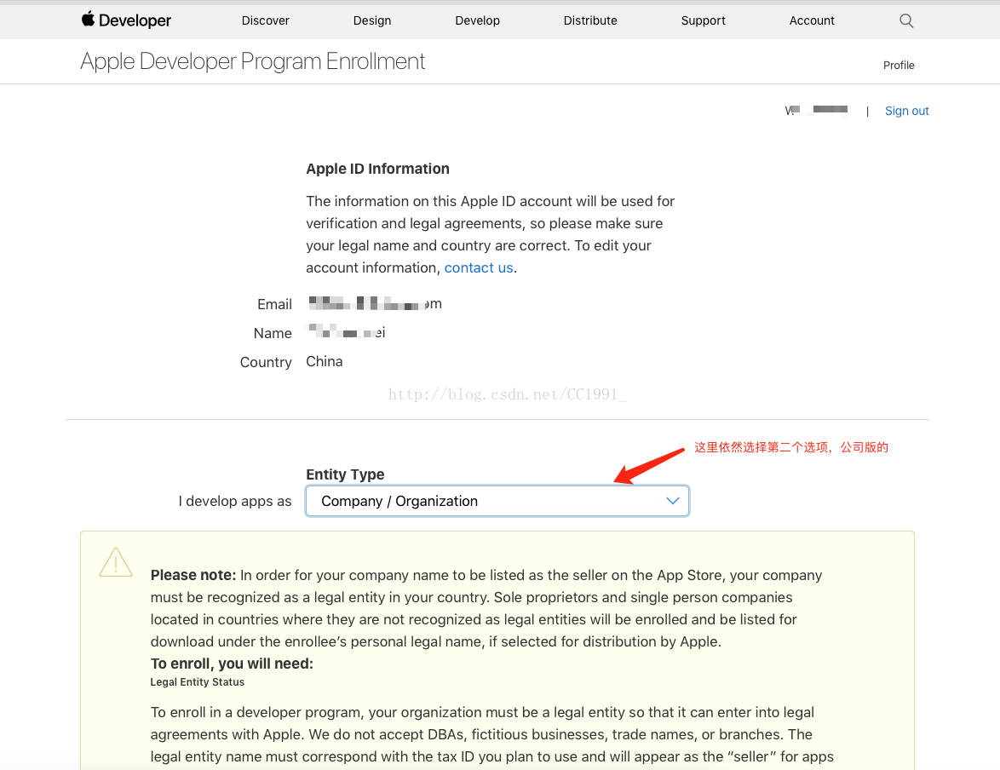 Developer Discover Design Develop Distribute Support Account
Apple Developer Program Enrollment
Profile
| Sign out
Apple ID Information
The information on this Apple ID account will be used for
verification and legal agreements, so please make sure
your legal name and country are correct. To edit your
account information, contact us.
Email
Name
Country China
http://blog.csdn.net/CC1991_
这里依然选择第二个选项，公司版的
Entity Type
I develop apps as Company / Organization
Please note: In order for your company name to be listed as the seller on the App Store, your company
must be recognized as a legal entity in your country. Sole proprietors and single person companies
located in countries where they are not recognized as legal entities will be enrolled and be listed for
download under the enrollee’s personal legal name, if selected for distribution by Apple.
To enroll, you will need:
Legal Entity Status
To enroll in a developer program, your organization must be a legal entity so that it can enter into legal
agreements with Apple. We do not accept DBAs, fictitious businesses, trade names, or branches. The
legal entity name must correspond with the tax ID you plan to use and will appear as the “seller” for apps